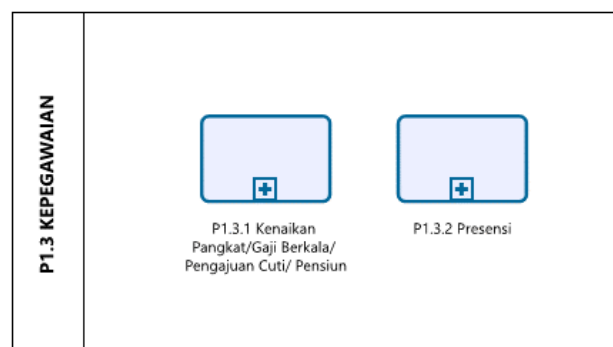 P1.3 KEPEGAWAIAN
P1.3.1 Kenaikan
Pangkat/Gaji Berkala/
Pengajuan Cuti/ Pensiun
P1.3.2 Presensi